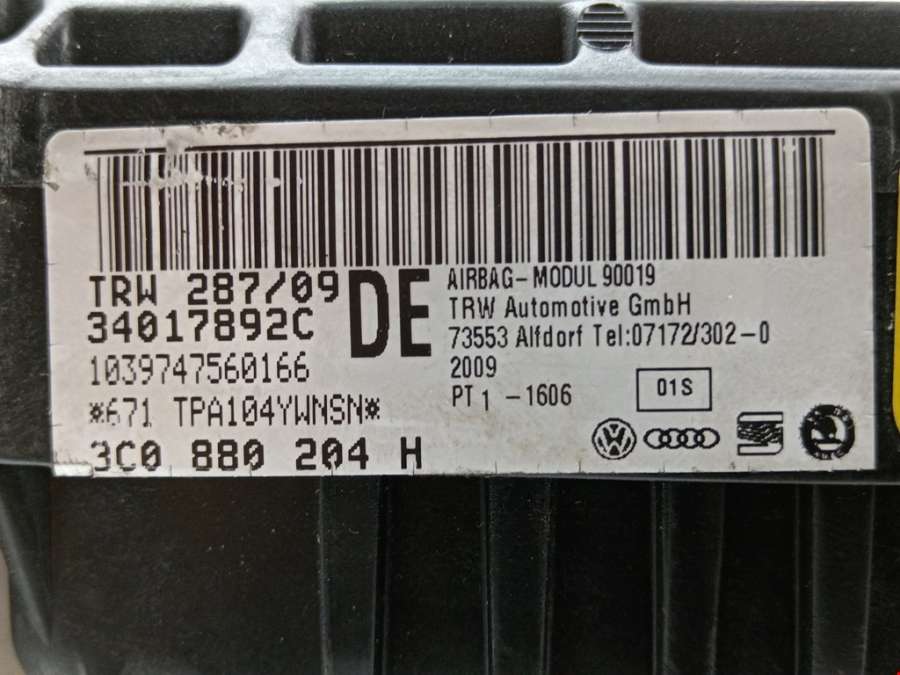 TRW 287/09
34017892C
1039747560166
*671 TPA104YWNSN*
3C0 880 204 H
DE
AIRBAG-MODUL 90019
TRW Automotive GmbH
73553 Alfdorf Tel:07172/302-0
2009
PT 1 -1606
01S